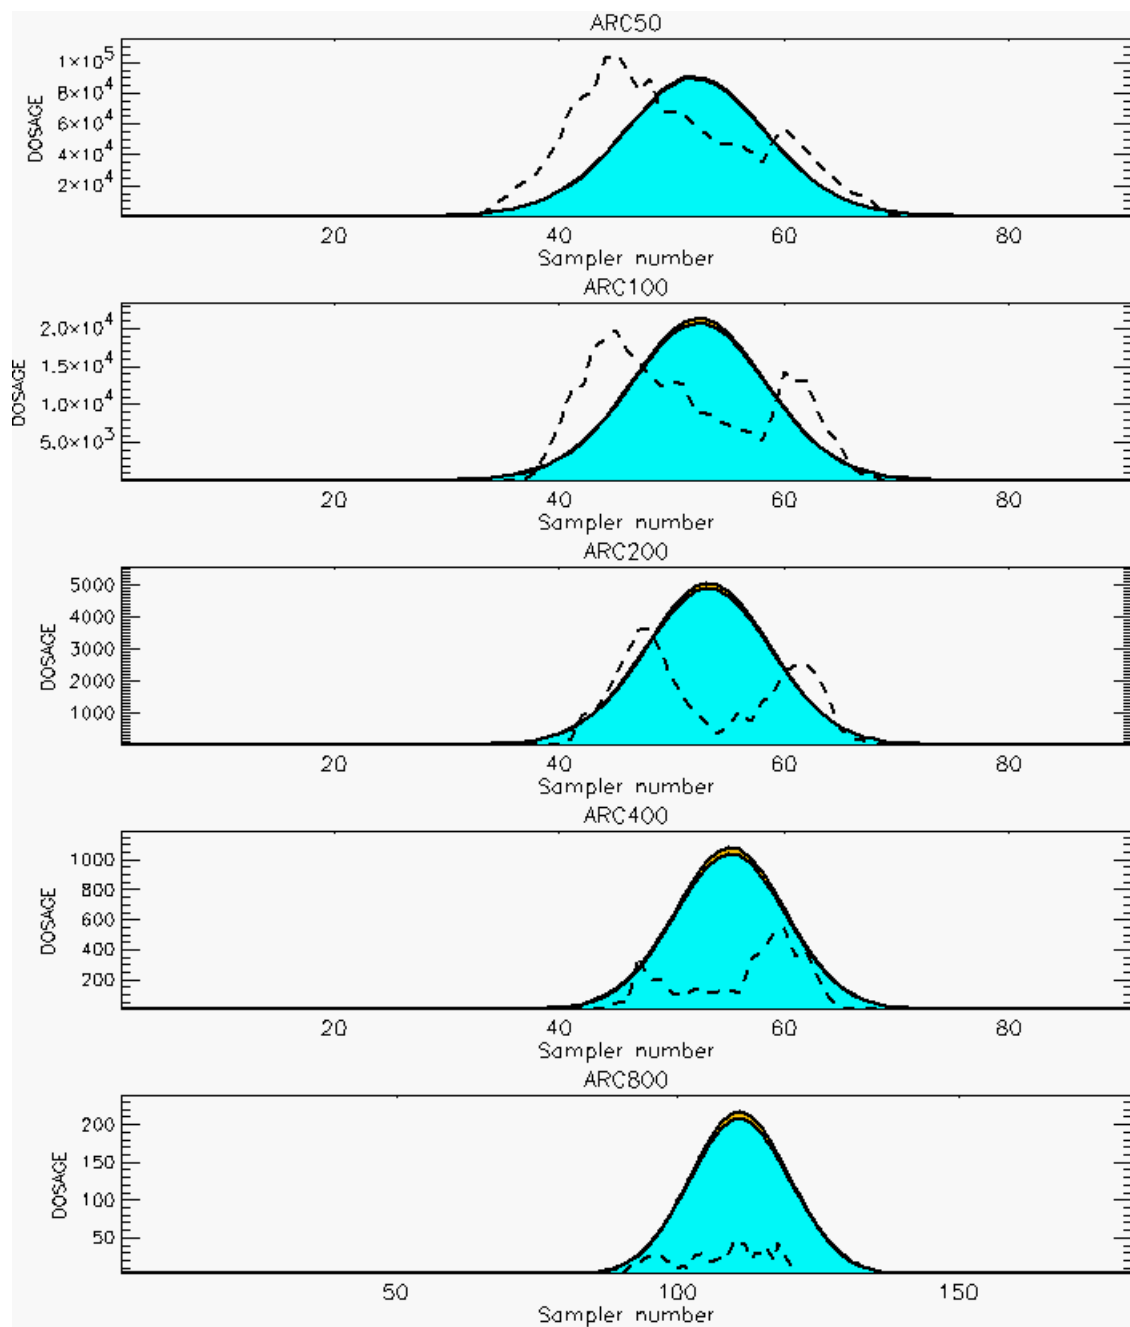 ARC50
1×10⁵
8×10⁴
6×10⁴
4×10⁴
2×10⁴
DOSAGE
20 40 60 80
Sampler number
ARC100
2.0×10⁴
1.5×10⁴
1.0×10⁴
5.0×10³
DOSAGE
20 40 60 80
Sampler number
ARC200
5000
4000
3000
2000
1000
DOSAGE
20 40 60 80
Sampler number
ARC400
1000
800
600
400
200
DOSAGE
20 40 60 80
Sampler number
ARC800
200
150
100
50
DOSAGE
50 100 150
Sampler number